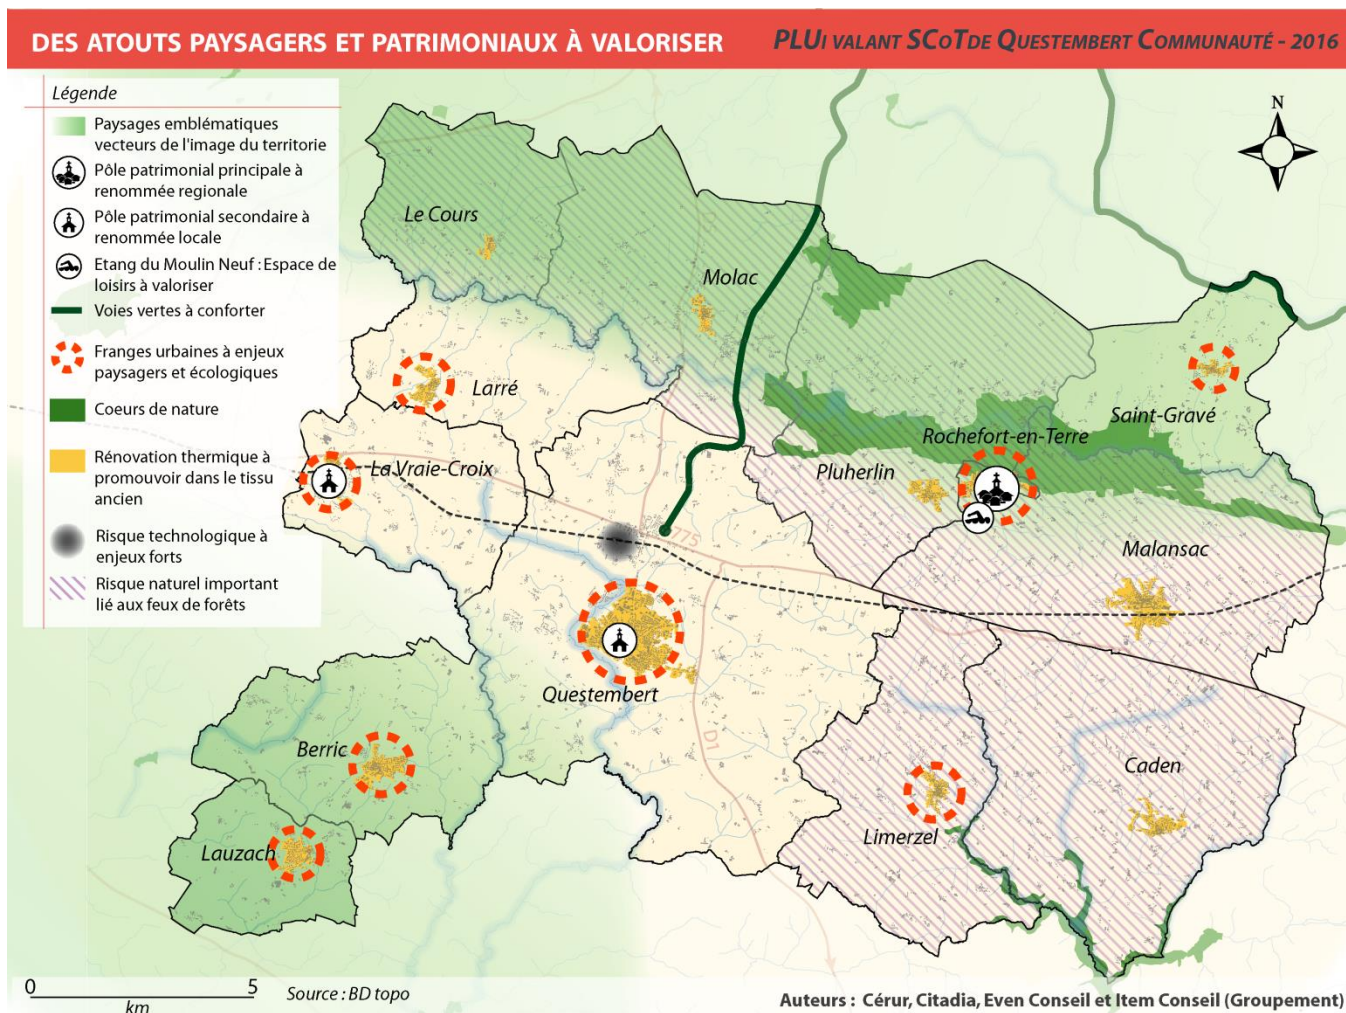 DES ATOUTS PAYSAGERS ET PATRIMONIAUX À VALORISER
PLUI VALANT SCOTDE QUESTEMBERT COMMUNAUTÉ - 2016
Légende
Paysages emblématiques
vecteurs de l'image du territorie
Pôle patrimonial principale à
renommée regionale
Pôle patrimonial secondaire à
renommée locale
Etang du Moulin Neuf : Espace de
loisirs à valoriser
Voies vertes à conforter
Franges urbaines à enjeux
paysagers et écologiques
Coeurs de nature
Rénovation thermique à
promouvoir dans le tissu
ancien
Risque technologique à
enjeux forts
Risque naturel important
lié aux feux de forêts
N
Le Cours
D5
Molac
Larré
Saint-Gravé
Rochefort-en-Terre
La Vraie-Croix
Pluherlin
775
Malansac
Questembert
D1
Berric
Caden
Limerzel
Lauzach
0 5
km
Source : BD topo
Auteurs : Cérur, Citadia, Even Conseil et Item Conseil (Groupement)